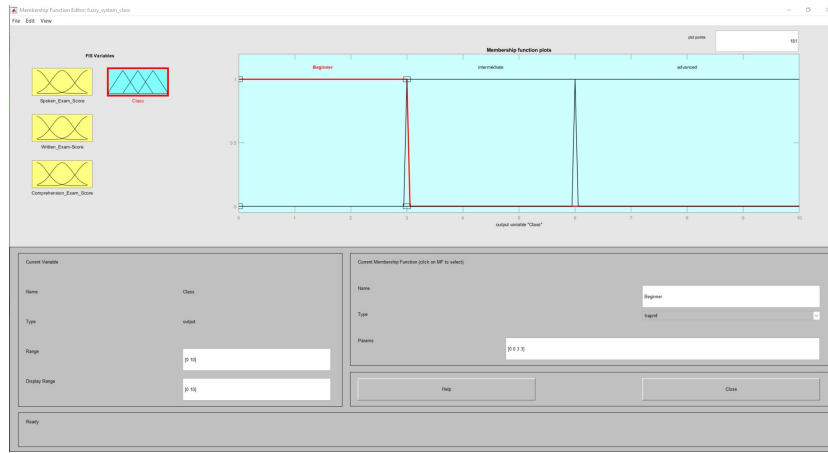 Membership Function Editor: fuzzy_system_class
File Edit View
FIS Variables
Spoken_Exam_Score
Class
Written_Exam-Score
Comprehension_Exam_Score
plot points:
181
Membership function plots
Beginner
intermédiate
advanced
1
0.5
0
0 1 2 3 4 5 6 7 8 9 10
output variable "Class"
Current Variable
Name Class
Type output
Range [0 10]
Display Range [0 10]
Current Membership Function (click on MF to select)
Name Beginner
Type trapmf
Params [0 0 3 3]
Help Close
Ready